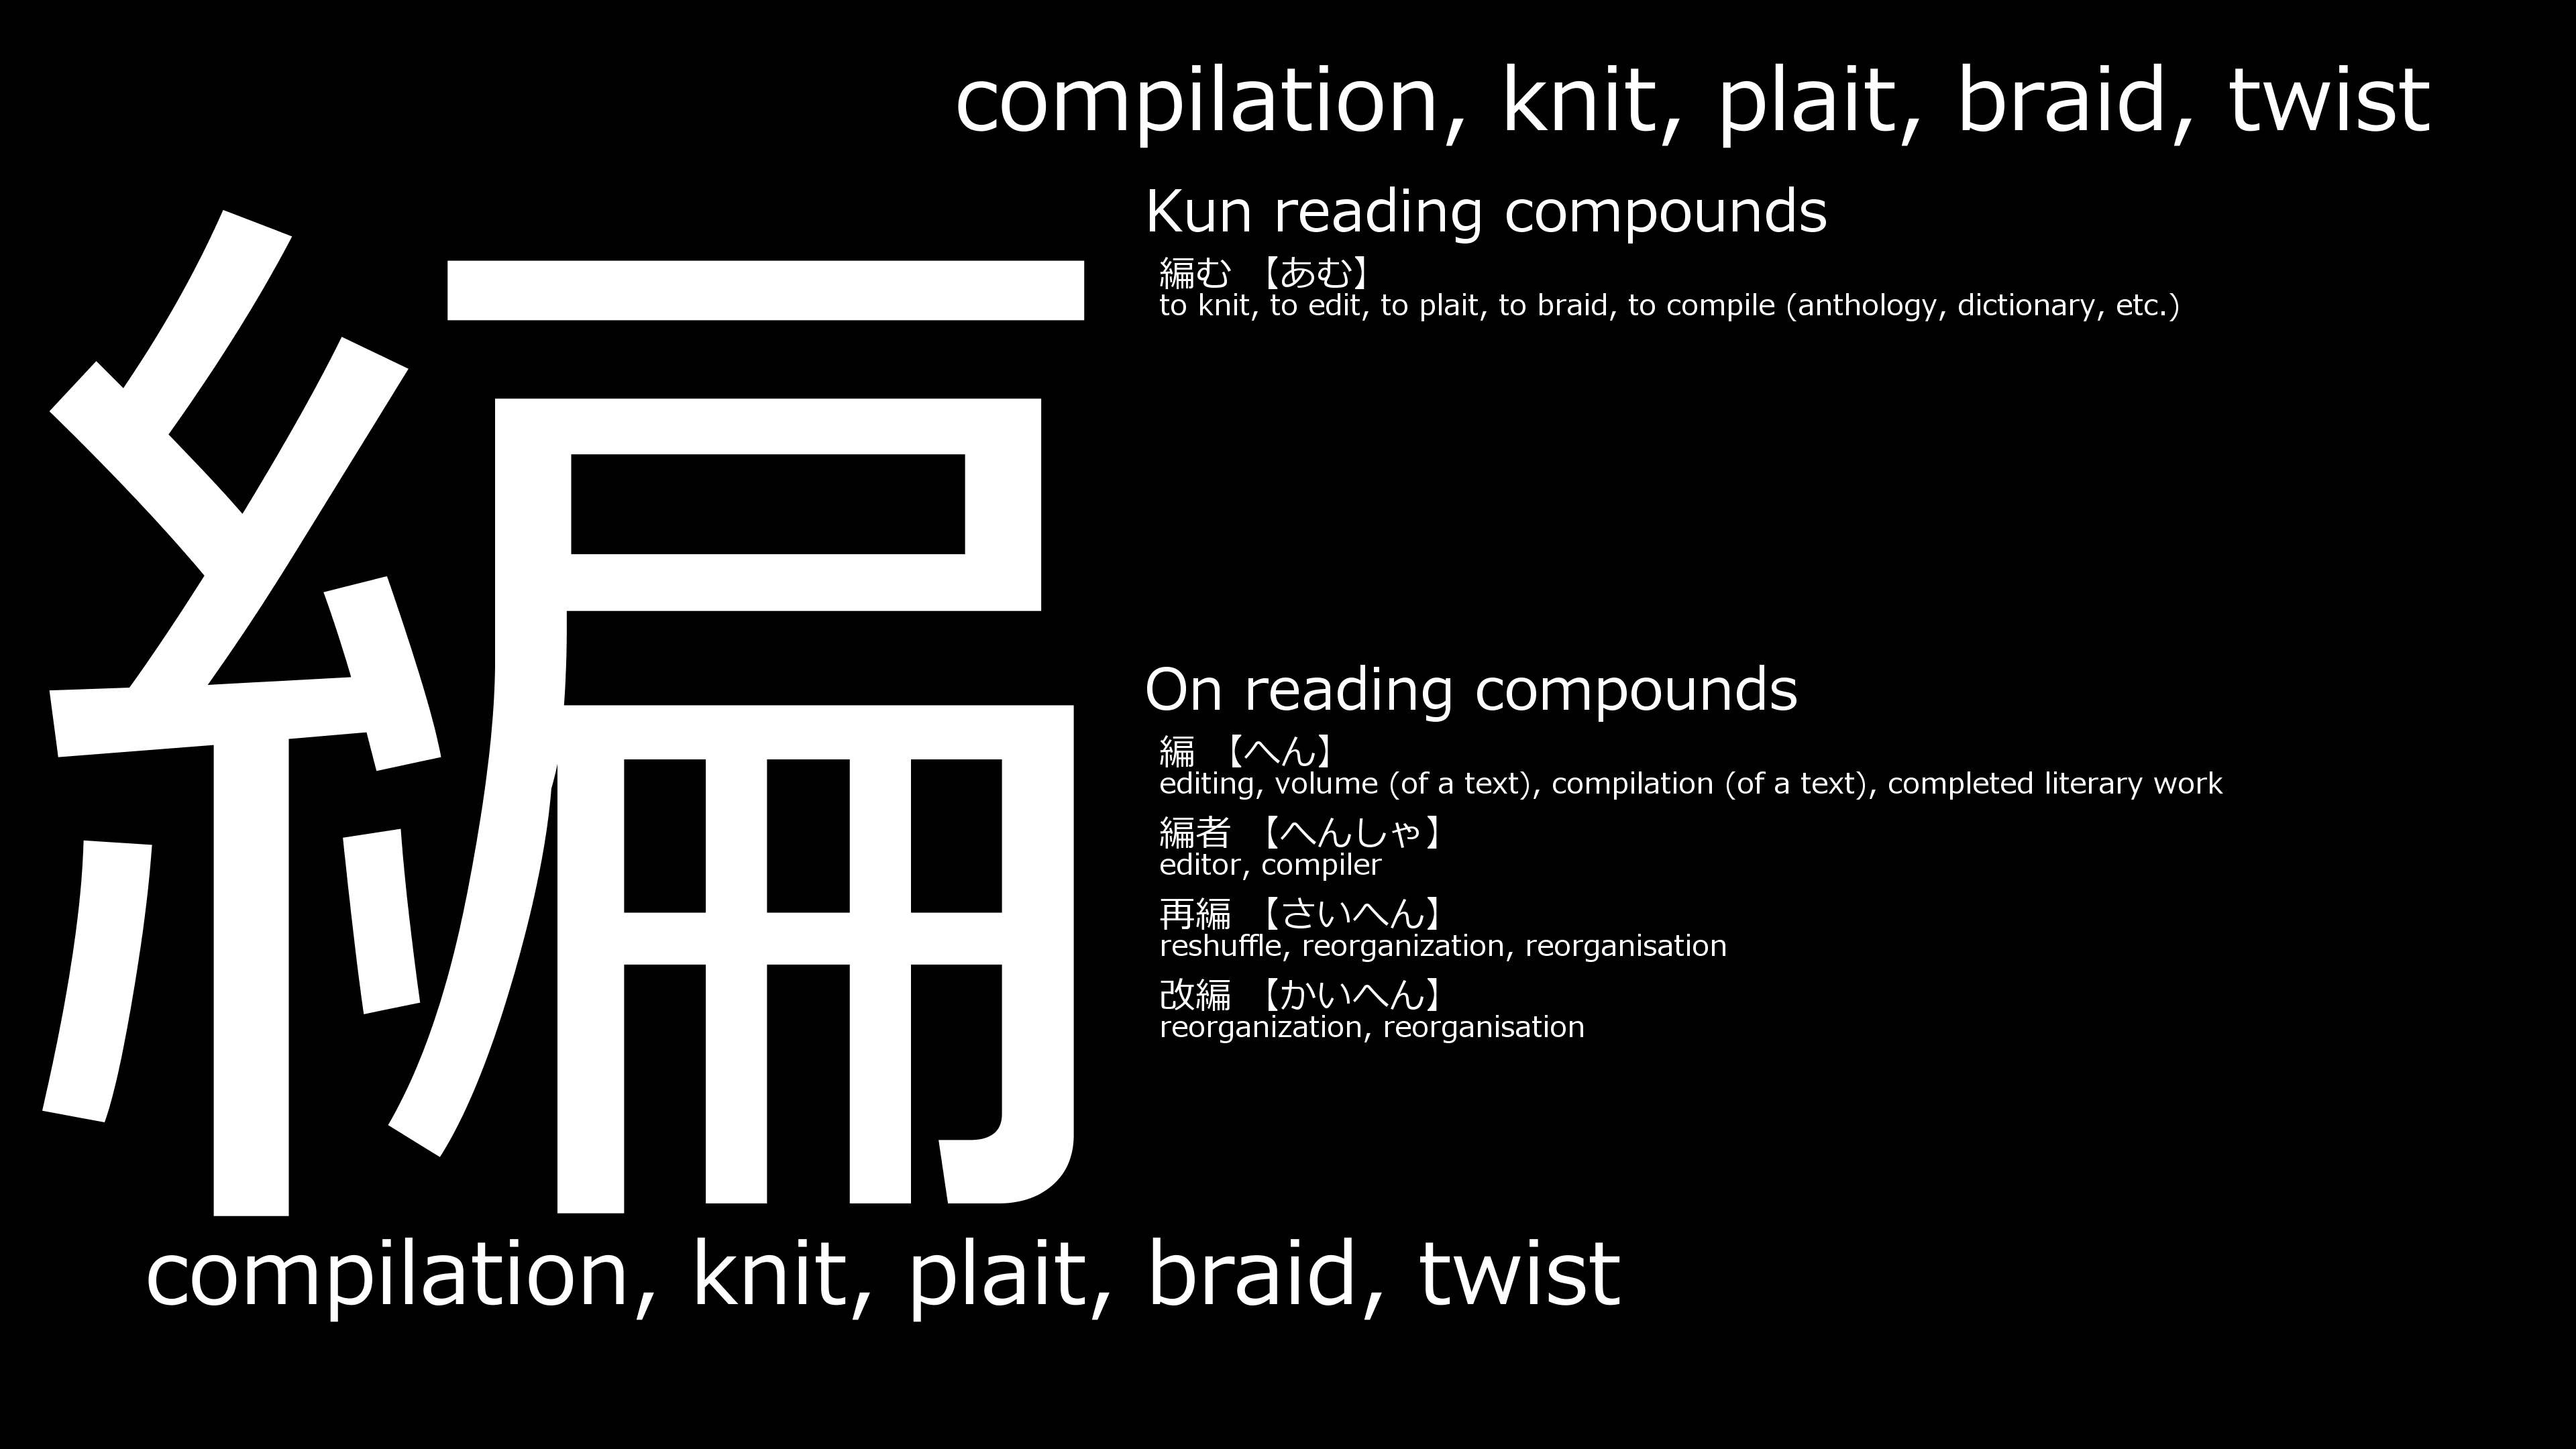 compilation, knit, plait, braid, twist
編
Kun reading compounds
編む 【あむ】
to knit, to edit, to plait, to braid, to compile (anthology, dictionary, etc.)
On reading compounds
編 【へん】
editing, volume (of a text), compilation (of a text), completed literary work
編者 【へんしゃ】
editor, compiler
再編 【さいへん】
reshuffle, reorganization, reorganisation
改編 【かいへん】
reorganization, reorganisation
compilation, knit, plait, braid, twist